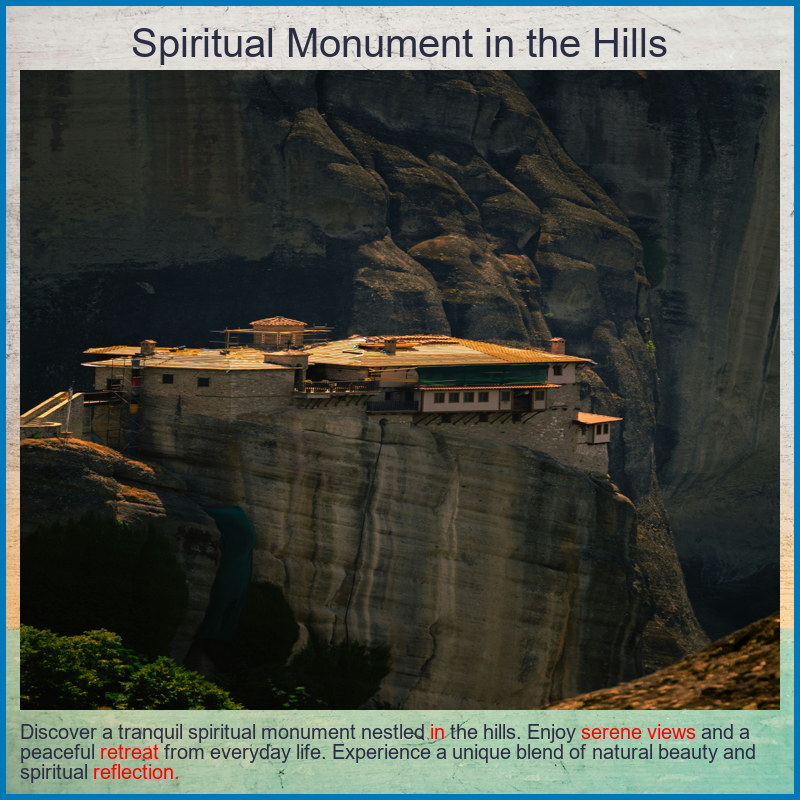 Spiritual Monument in the Hills
Discover a tranquil spiritual monument nestled in the hills. Enjoy serene views and a
peaceful retreat from everyday life. Experience a unique blend of natural beauty and
spiritual reflection.